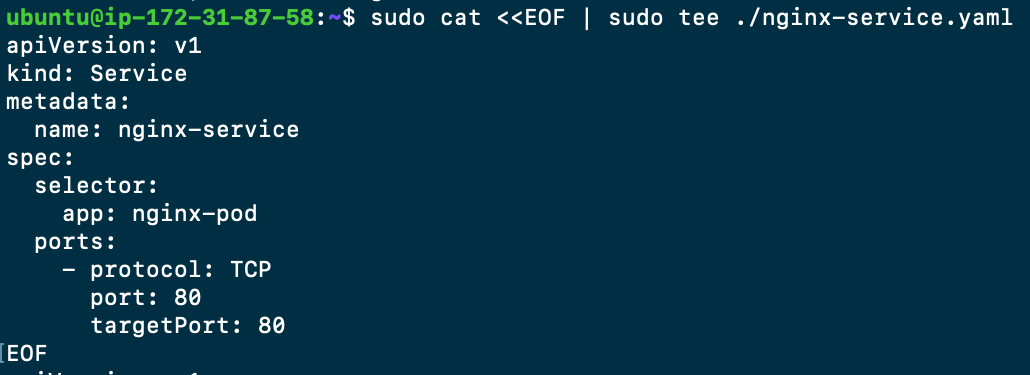 ubuntu@ip-172-31-87-58:~$ sudo cat <<EOF | sudo tee ./nginx-service.yaml
apiVersion: v1
kind: Service
metadata:
  name: nginx-service
spec:
  selector:
    app: nginx-pod
  ports:
    - protocol: TCP
      port: 80
      targetPort: 80
EOF